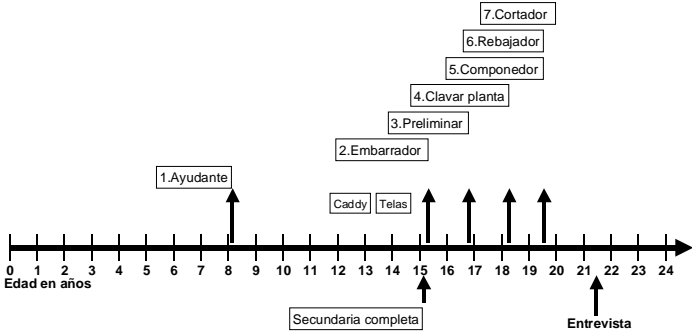 7.Cortador
6.Rebajador
5.Componedor
4.Clavar planta
3.Preliminar
2.Embarrador
1.Ayudante
Caddy Telas
0 1 2 3 4 5 6 7 8 9 10 11 12 13 14 15 16 17 18 19 20 21 22 23 24
Edad en años
Secundaria completa
Entrevista